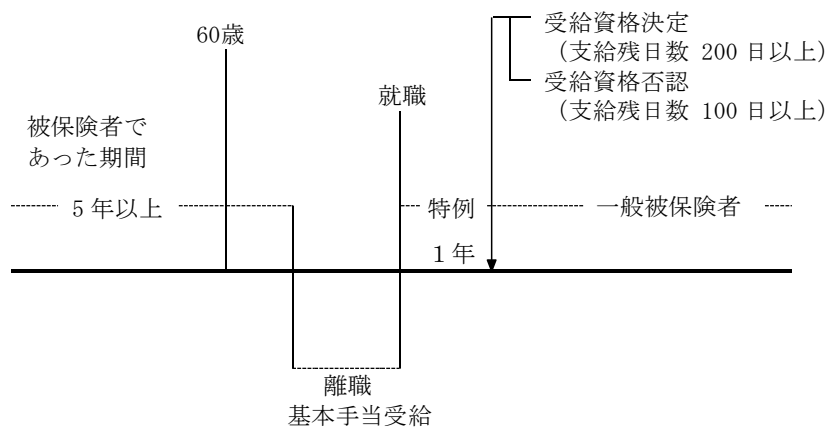 60歳
受給資格決定
(支給残日数 200 日以上)
受給資格否認
(支給残日数 100 日以上)
就職
被保険者で
あった期間
5 年以上
特例
一般被保険者
1 年
離職
基本手当受給